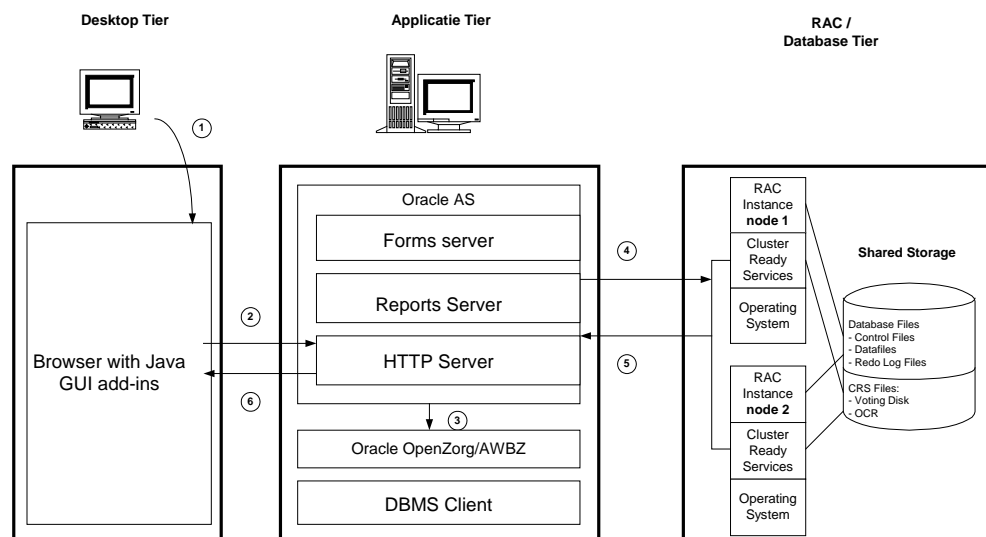 Desktop Tier
Applicatie Tier
RAC /
Database Tier
1
Browser with Java
GUI add-ins
2
6
Oracle AS
Forms server
Reports Server
HTTP Server
3
Oracle OpenZorg/AWBZ
DBMS Client
4
5
RAC
Instance
node 1
Cluster
Ready
Services
Operating
System
RAC
Instance
node 2
Cluster
Ready
Services
Operating
System
Shared Storage
Database Files
- Control Files
- Datafiles
- Redo Log Files
CRS Files:
- Voting Disk
- OCR